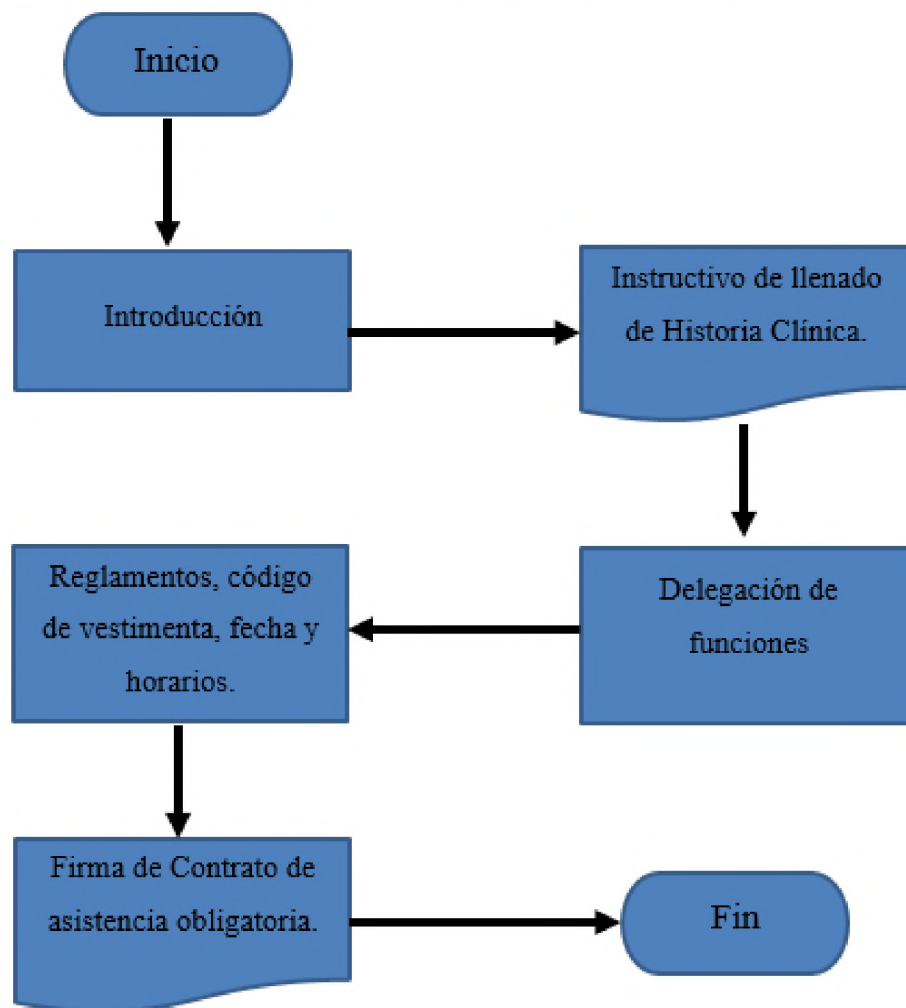 Inicio
Introducción
Instructivo de llenado
de Historia Clínica.
Delegación de
funciones
Reglamentos, código
de vestimenta, fecha y
horarios.
Firma de Contrato de
asistencia obligatoria.
Fin